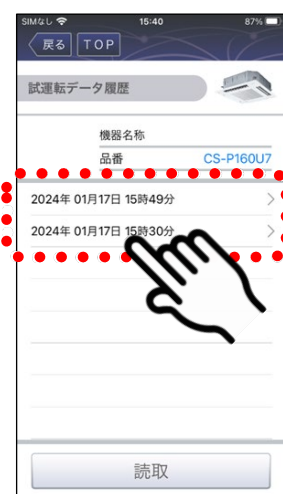 SIMなし 15:40 87%
戻る TOP
試運転データ履歴
機器名称
品番 CS-P160U7
2024年 01月17日 15時49分
2024年 01月17日 15時30分
読取